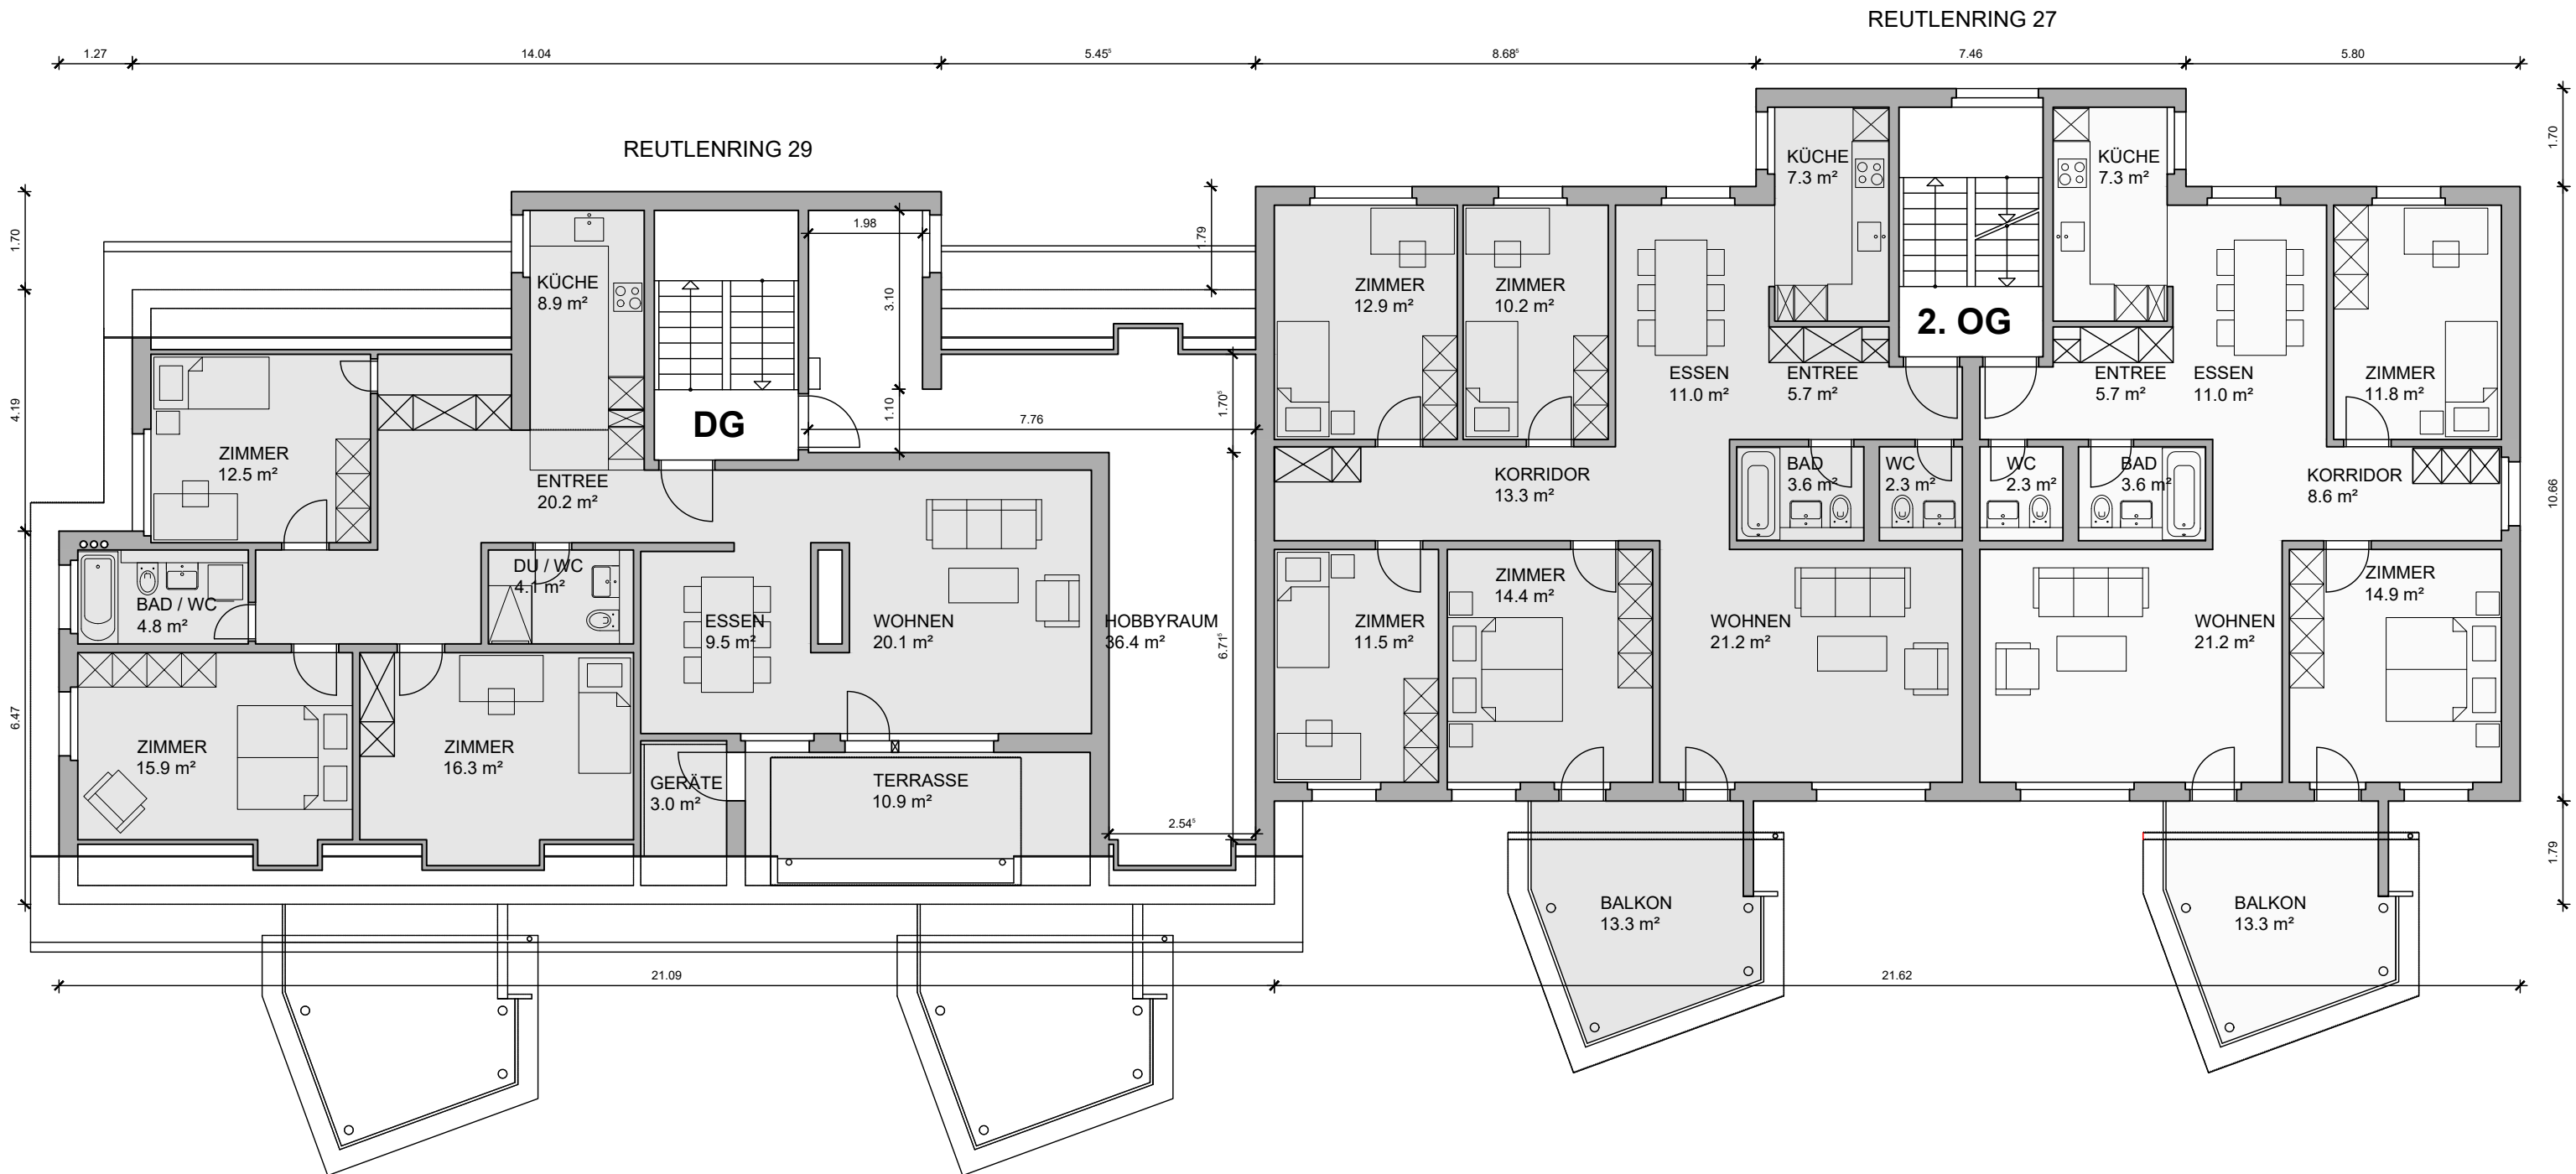 REUTLENRING 27
1.27
14.04
5.45⁵
8.68⁵
7.46
5.80
REUTLENRING 29
1.70
4.19
6.47
1.70
10.66
1.79
1.98
3.10
1.10
7.76
1.79
1.70⁵
6.71⁵
2.54⁵
KÜCHE
8.9 m²
DG
ZIMMER
12.5 m²
ENTREE
20.2 m²
BAD / WC
4.8 m²
DU / WC
4.1 m²
ESSEN
9.5 m²
WOHNEN
20.1 m²
HOBBYRAUM
36.4 m²
ZIMMER
15.9 m²
ZIMMER
16.3 m²
GERÄTE
3.0 m²
TERRASSE
10.9 m²
KÜCHE
7.3 m²
KÜCHE
7.3 m²
ZIMMER
12.9 m²
ZIMMER
10.2 m²
2. OG
ESSEN
11.0 m²
ENTREE
5.7 m²
ENTREE
5.7 m²
ESSEN
11.0 m²
ZIMMER
11.8 m²
KORRIDOR
13.3 m²
BAD
3.6 m²
WC
2.3 m²
WC
2.3 m²
BAD
3.6 m²
KORRIDOR
8.6 m²
ZIMMER
11.5 m²
ZIMMER
14.4 m²
WOHNEN
21.2 m²
WOHNEN
21.2 m²
ZIMMER
14.9 m²
BALKON
13.3 m²
BALKON
13.3 m²
21.09
21.62